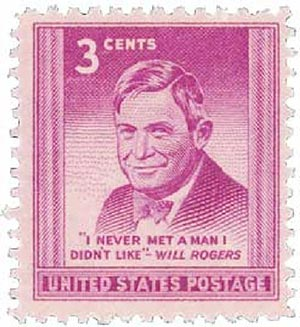 3 CENTS
"I NEVER MET A MAN I
DIDN'T LIKE"- WILL ROGERS
UNITED STATES POSTAGE